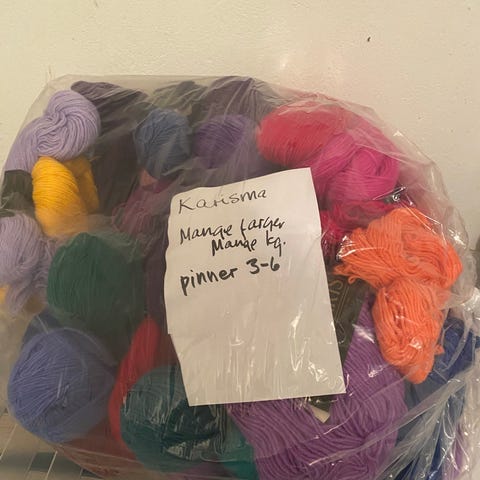 Karisma
Mange farger
Mange kg.
pinner 3-6